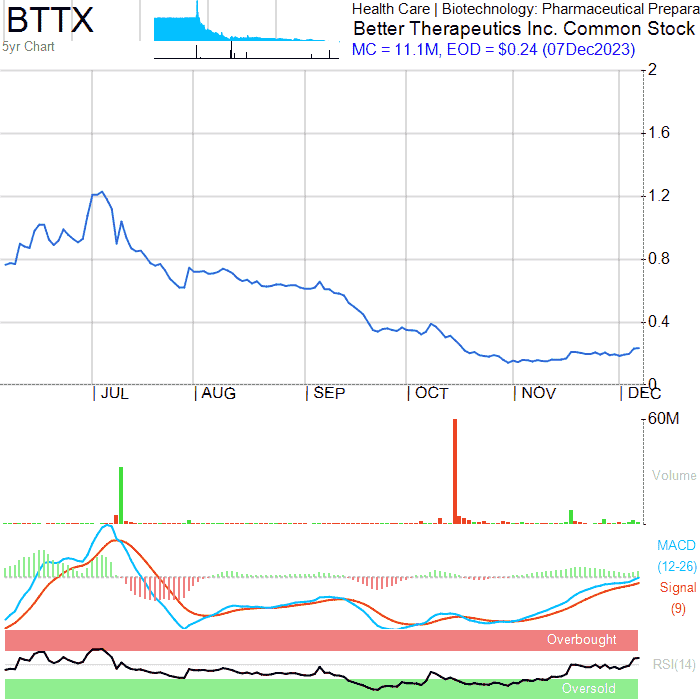 BTTX
5yr Chart
Health Care | Biotechnology: Pharmaceutical Prepara
Better Therapeutics Inc. Common Stock
MC = 11.1M, EOD = $0.24 (07Dec2023)
2
1.6
1.2
0.8
0.4
0
JUL AUG SEP OCT NOV DEC
60M
Volume
MACD
(12-26)
Signal
(9)
Overbought
RSI(14)
Oversold